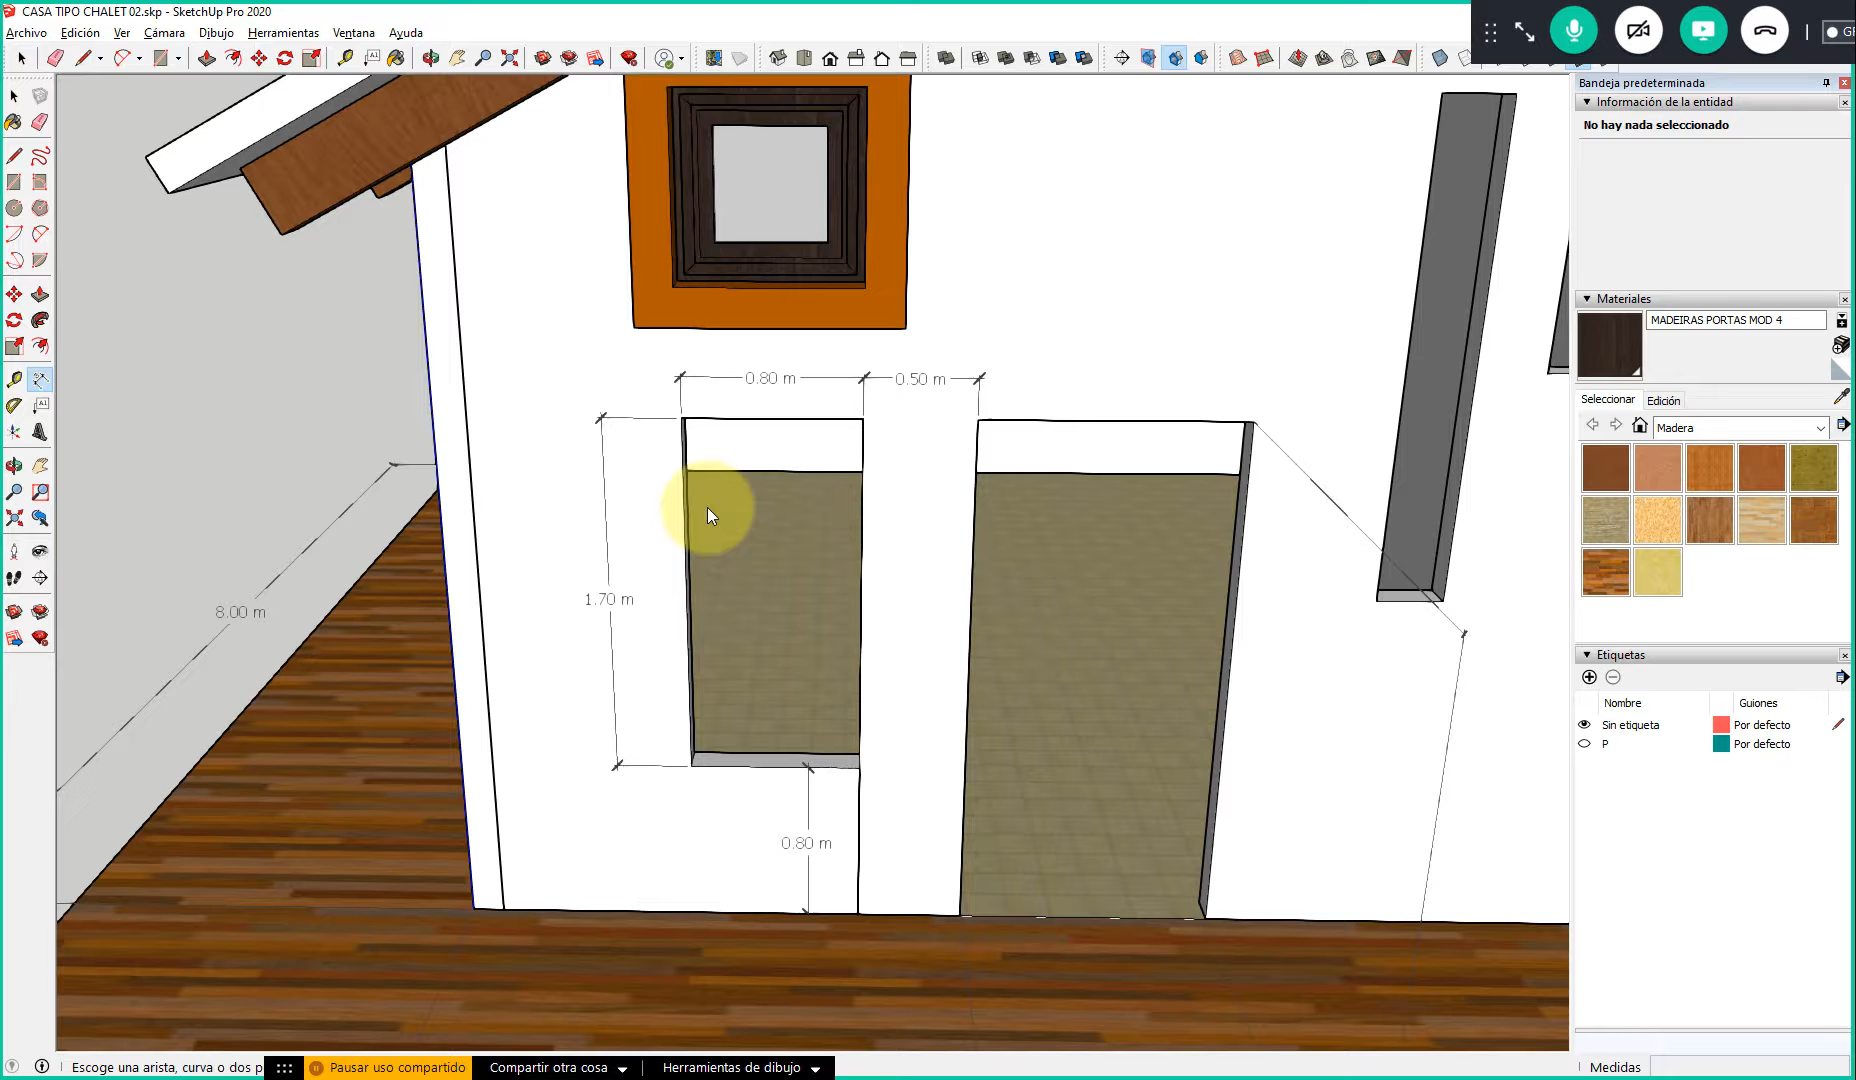 CASA TIPO CHALET 02.skp - SketchUp Pro 2020
Archivo Edición Ver Cámara Dibujo Herramientas Ventana Ayuda
Bandeja predeterminada
Información de la entidad
No hay nada seleccionado
Materiales
MADEIRAS PORTAS MOD 4
Seleccionar Edición
Madera
Etiquetas
Nombre Guiones
Sin etiqueta Por defecto
P Por defecto
0.80 m 0.50 m
1.70 m
8.00 m
0.80 m
Escoge una arista, curva o dos p
Pausar uso compartido
Compartir otra cosa
Herramientas de dibujo
Medidas